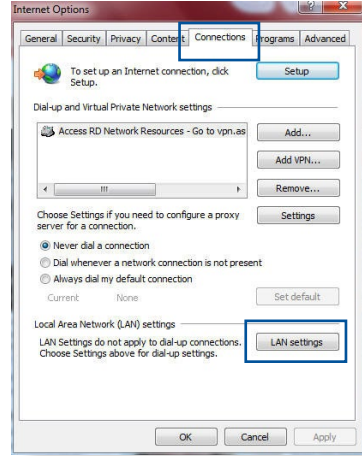 Internet Options
General Security Privacy Content Connections Programs Advanced
To set up an Internet connection, click
Setup.
Setup
Dial-up and Virtual Private Network settings
Access RD Network Resources - Go to vpn.as
Add...
Add VPN...
Remove...
Choose Settings if you need to configure a proxy
server for a connection.
Settings
Never dial a connection
Dial whenever a network connection is not present
Always dial my default connection
Current None
Set default
Local Area Network (LAN) settings
LAN Settings do not apply to dial-up connections.
Choose Settings above for dial-up settings.
LAN settings
OK Cancel Apply